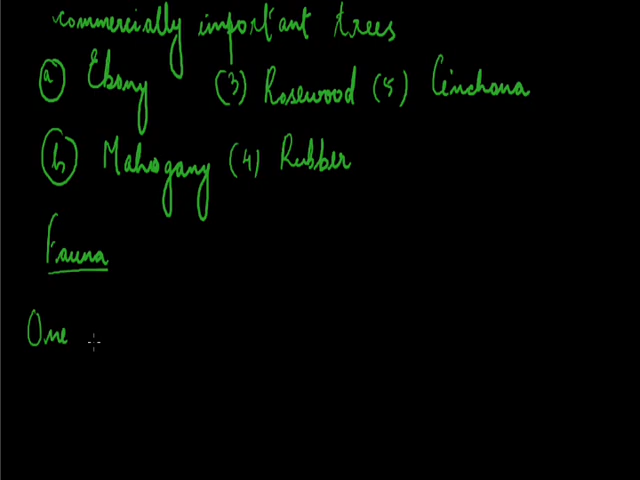 commercially important trees
(a) Ebony (3) Rosewood (5) Cinchona
(b) Mahogany (4) Rubber
Fauna
One